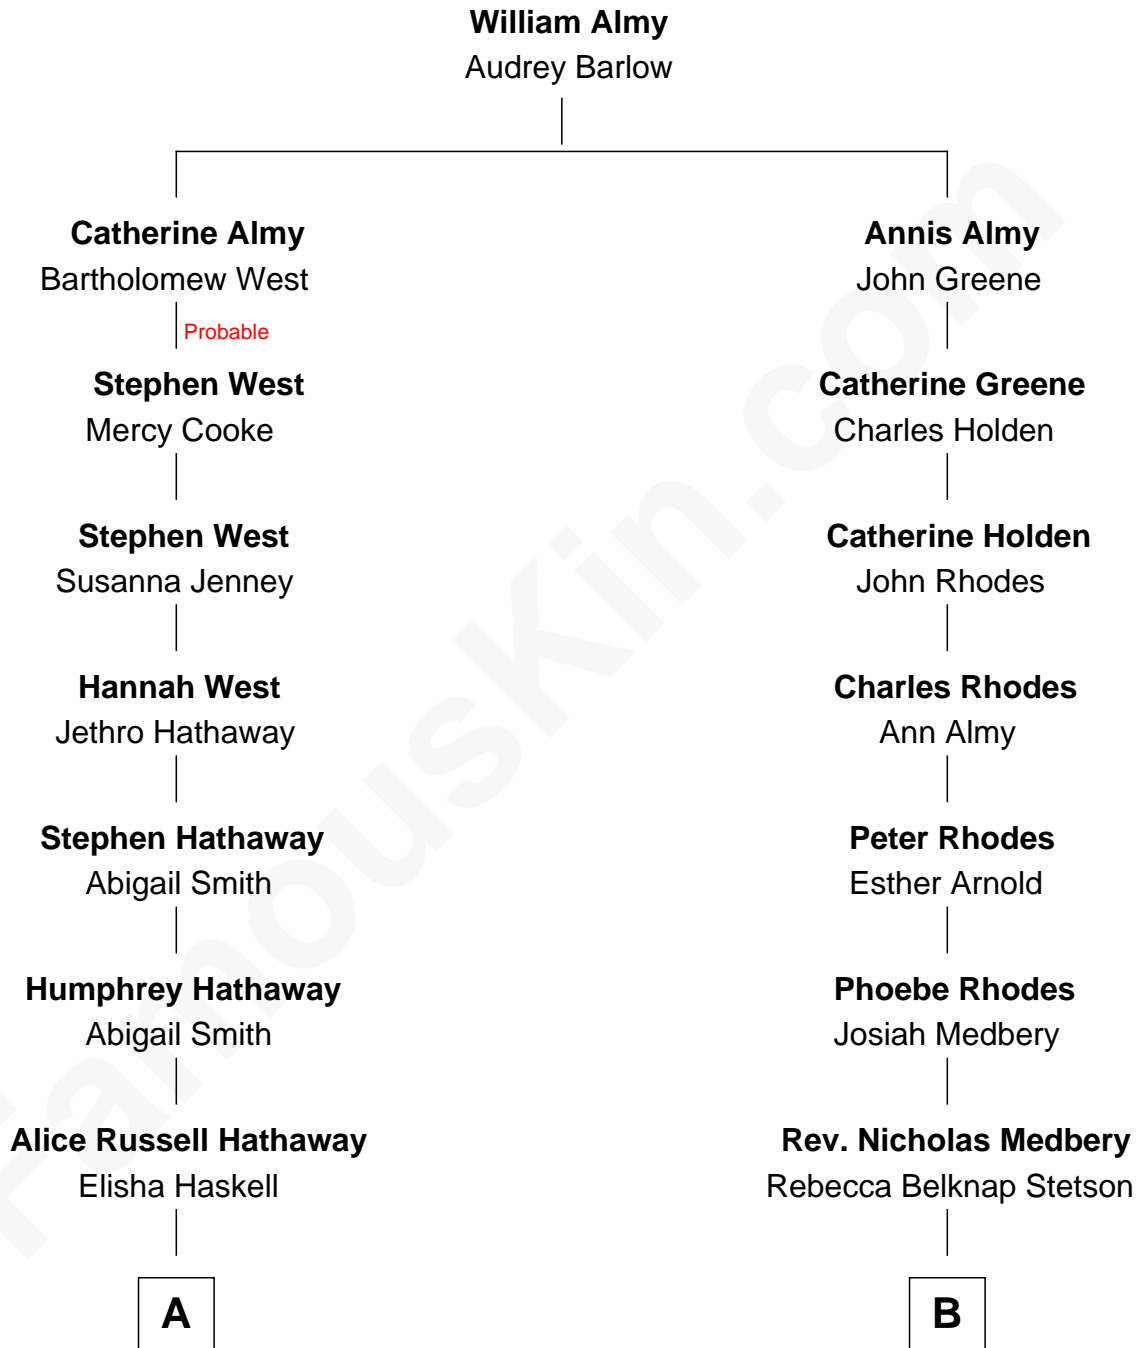 William Almy
Audrey Barlow
Catherine Almy
Bartholomew West
Probable
Stephen West
Mercy Cooke
Stephen West
Susanna Jenney
Hannah West
Jethro Hathaway
Stephen Hathaway
Abigail Smith
Humphrey Hathaway
Abigail Smith
Alice Russell Hathaway
Elisha Haskell
A
Annis Almy
John Greene
Catherine Greene
Charles Holden
Catherine Holden
John Rhodes
Charles Rhodes
Ann Almy
Peter Rhodes
Esther Arnold
Phoebe Rhodes
Josiah Medbery
Rev. Nicholas Medbery
Rebecca Belknap Stetson
B
FamousKin.com